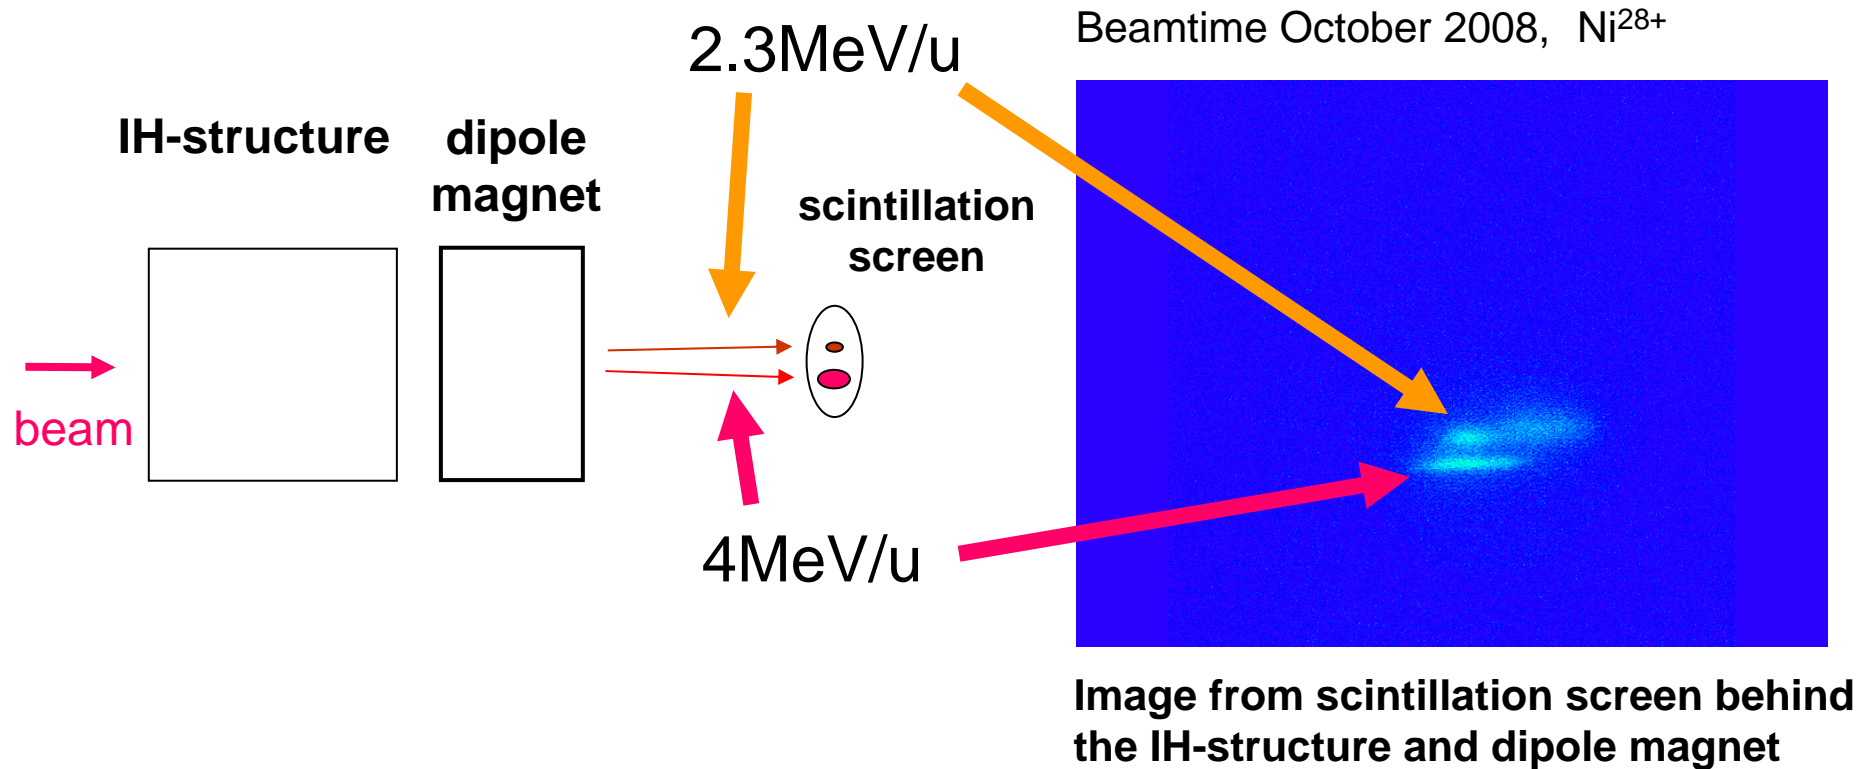 2.3MeV/u
Beamtime October 2008, Ni28+
IH-structure
dipole
magnet
scintillation
screen
beam
4MeV/u
Image from scintillation screen behind
the IH-structure and dipole magnet